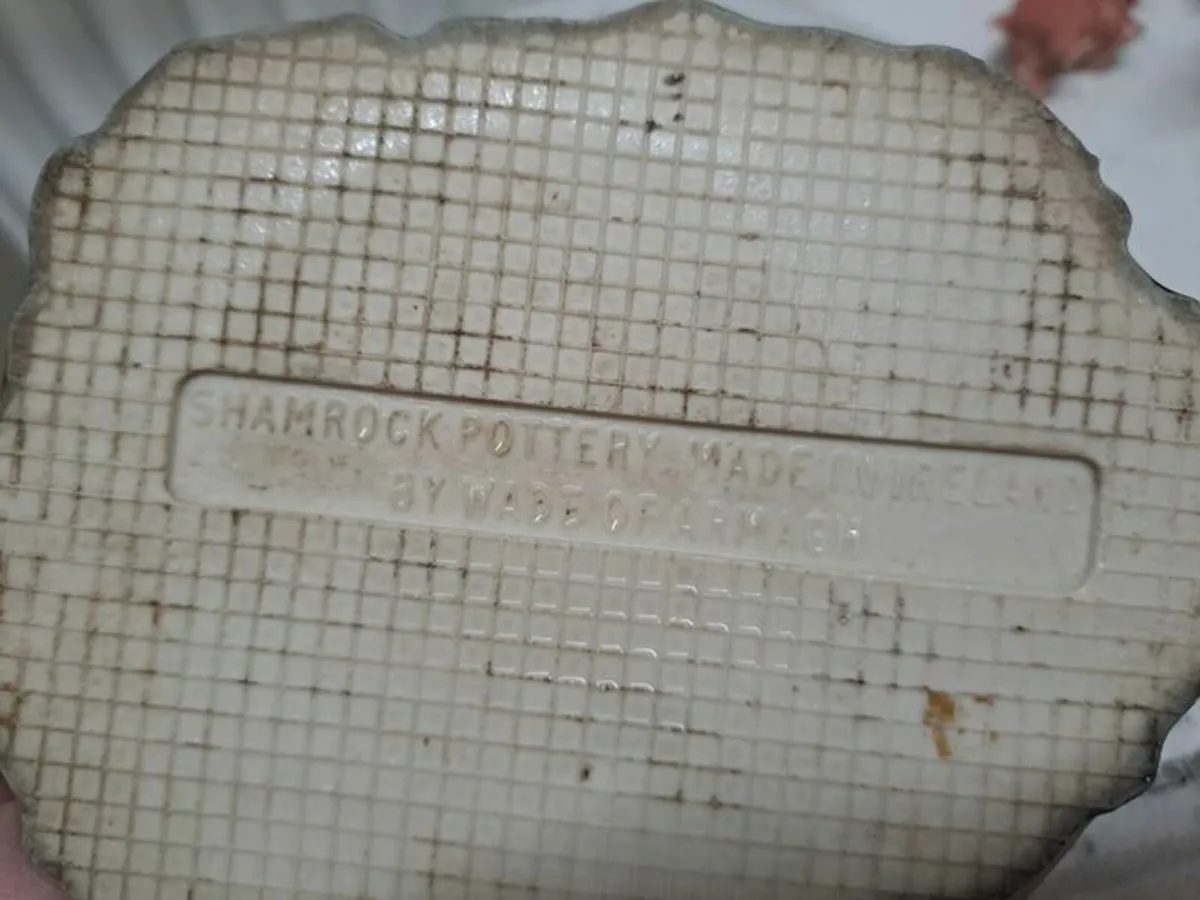 SHAMROCK POTTERY MADE IN IRELAND
BY WADE OF ARMAGH